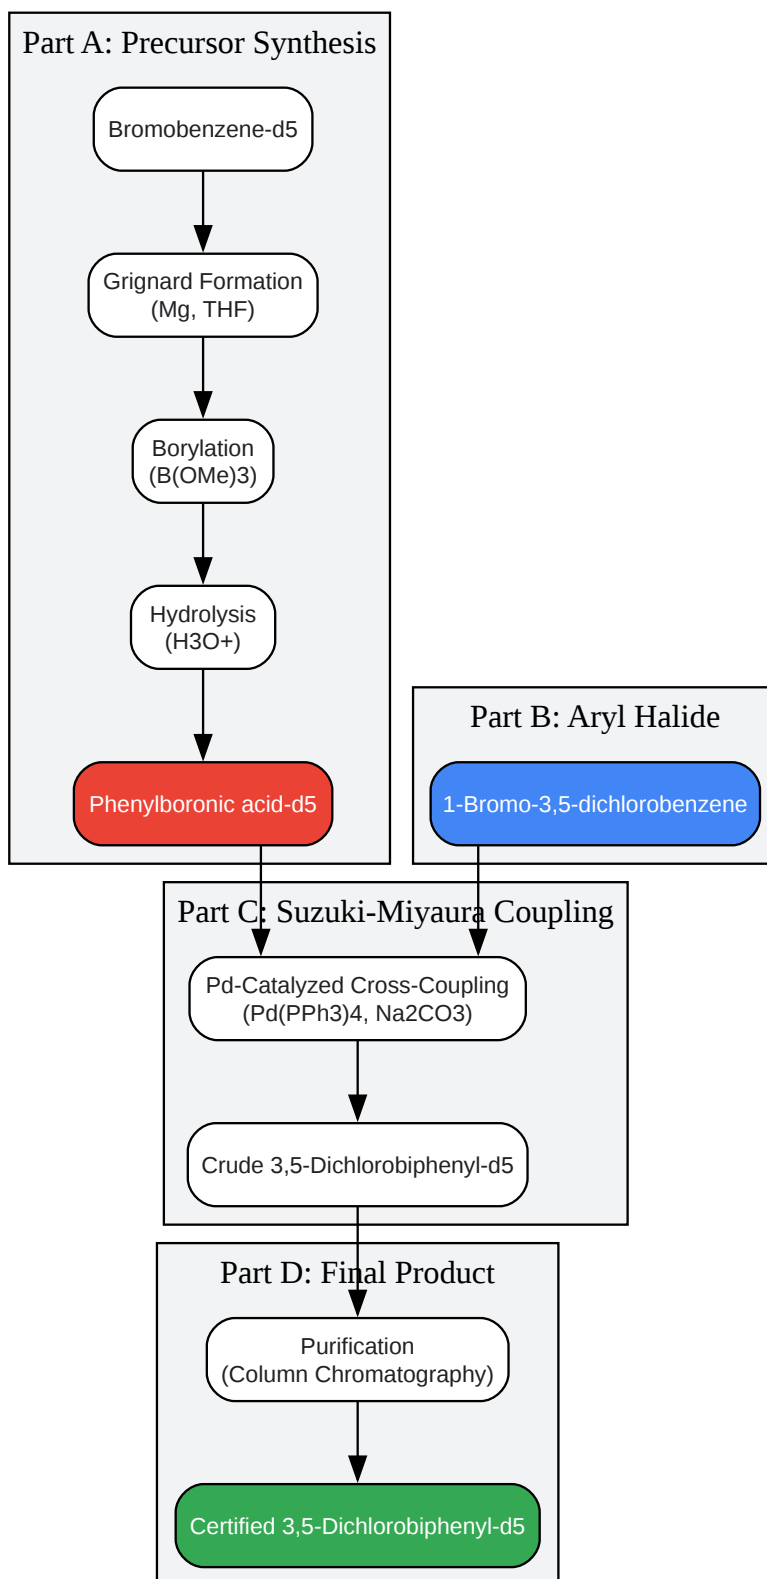 Part A: Precursor Synthesis
Bromobenzene-d5
Grignard Formation
(Mg, THF)
Borylation
(B(OMe)3)
Hydrolysis
(H3O+)
Phenylboronic acid-d5
Part B: Aryl Halide
1-Bromo-3,5-dichlorobenzene
Part C: Suzuki-Miyaura Coupling
Pd-Catalyzed Cross-Coupling
(Pd(PPh3)4, Na2CO3)
Crude 3,5-Dichlorobiphenyl-d5
Part D: Final Product
Purification
(Column Chromatography)
Certified 3,5-Dichlorobiphenyl-d5